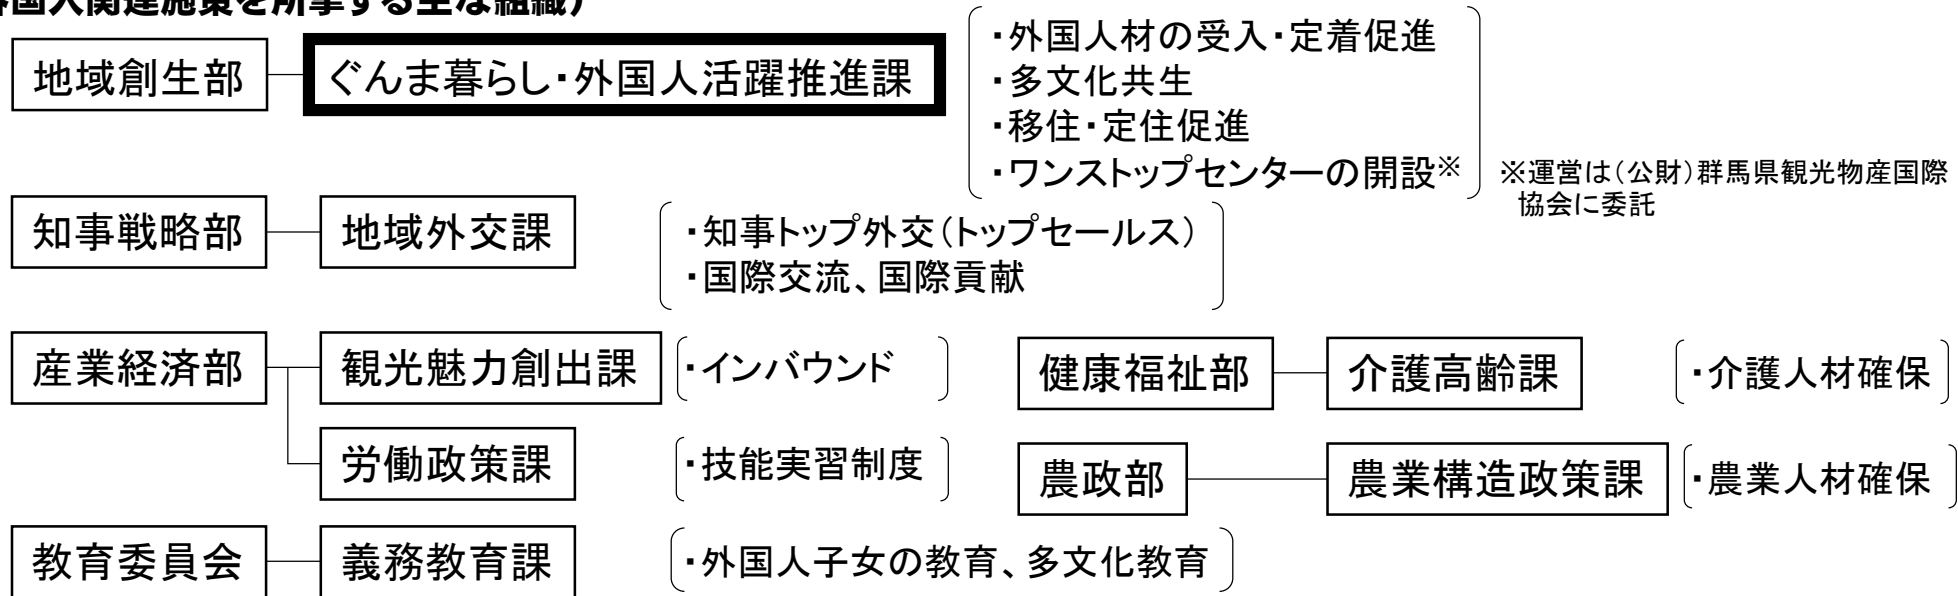 外国人関連施策を所掌する主な組織）
地域創生部
ぐんま暮らし・外国人活躍推進課
・外国人材の受入・定着促進
・多文化共生
・移住・定住促進
・ワンストップセンターの開設※
※運営は（公財）群馬県観光物産国際
協会に委託
知事戦略部
地域外交課
・知事トップ外交（トップセールス）
・国際交流、国際貢献
産業経済部
観光魅力創出課
・インバウンド
労働政策課
・技能実習制度
健康福祉部
介護高齢課
・介護人材確保
農政部
農業構造政策課
・農業人材確保
教育委員会
義務教育課
・外国人子女の教育、多文化教育